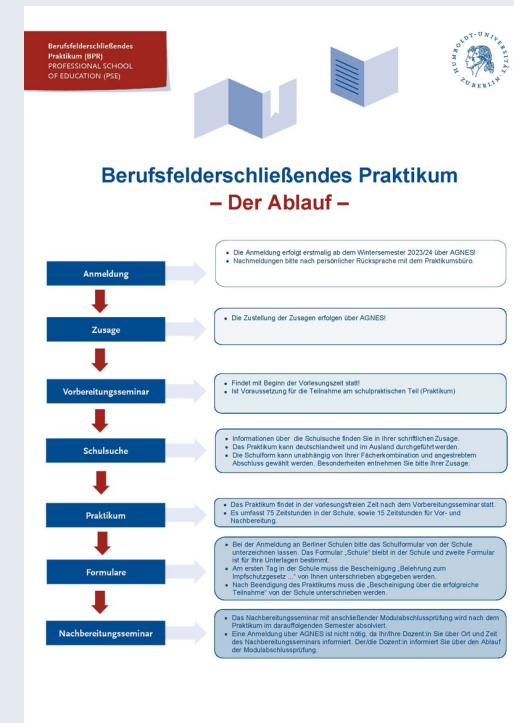 Berufsfelderschließendes
Praktikum (BPR)
PROFESSIONAL SCHOOL
OF EDUCATION (PSE)
HUMBOLDT-UNIVERSITÄT
ZU BERLIN
Berufsfelderschließendes Praktikum
– Der Ablauf –
Anmeldung
• Die Anmeldung erfolgt erstmalig ab dem Wintersemester 2023/24 über AGNES!
• Nachmeldungen bitte nach persönlicher Rücksprache mit dem Praktikumsbüro.
Zusage
• Die Zustellung der Zusagen erfolgen über AGNES!
Vorbereitungsseminar
• Findet mit Beginn der Vorlesungszeit statt!
• Ist Voraussetzung für die Teilnahme am schulpraktischen Teil (Praktikum)
Schulsuche
• Informationen über die Schulsuche finden Sie in Ihrer schriftlichen Zusage.
• Das Praktikum kann deutschlandweit und im Ausland durchgeführt werden.
• Die Schulform kann unabhängig von Ihrer Fächerkombination und angestrebtem
Abschluss gewählt werden. Besonderheiten entnehmen Sie bitte Ihrer Zusage.
Praktikum
• Das Praktikum findet in der vorlesungsfreien Zeit nach dem Vorbereitungsseminar statt.
• Es umfasst 75 Zeitstunden in der Schule, sowie 15 Zeitstunden für Vor- und
Nachbereitung.
Formulare
• Bei der Anmeldung an Berliner Schulen bitte das Schulformular von der Schule
unterzeichnen lassen. Das Formular „Schule" bleibt in der Schule und zweite Formular
ist für Ihre Unterlagen bestimmt.
• Am ersten Tag in der Schule muss die Bescheinigung „Belehrung zum
Impfschutzgesetz ..." von Ihnen unterschrieben abgegeben werden.
• Nach Beendigung des Praktikums muss die „Bescheinigung über die erfolgreiche
Teilnahme" von der Schule unterschrieben werden.
Nachbereitungsseminar
• Das Nachbereitungsseminar mit anschließender Modulabschlussprüfung wird nach dem
Praktikum im darauffolgenden Semester absolviert.
• Eine Anmeldung über AGNES ist nicht nötig, da Ihr/Ihre Dozent:in Sie über Ort und Zeit
des Nachbereitungsseminars informiert. Der/die Dozent:in informiert Sie über den Ablauf
der Modulabschlussprüfung.